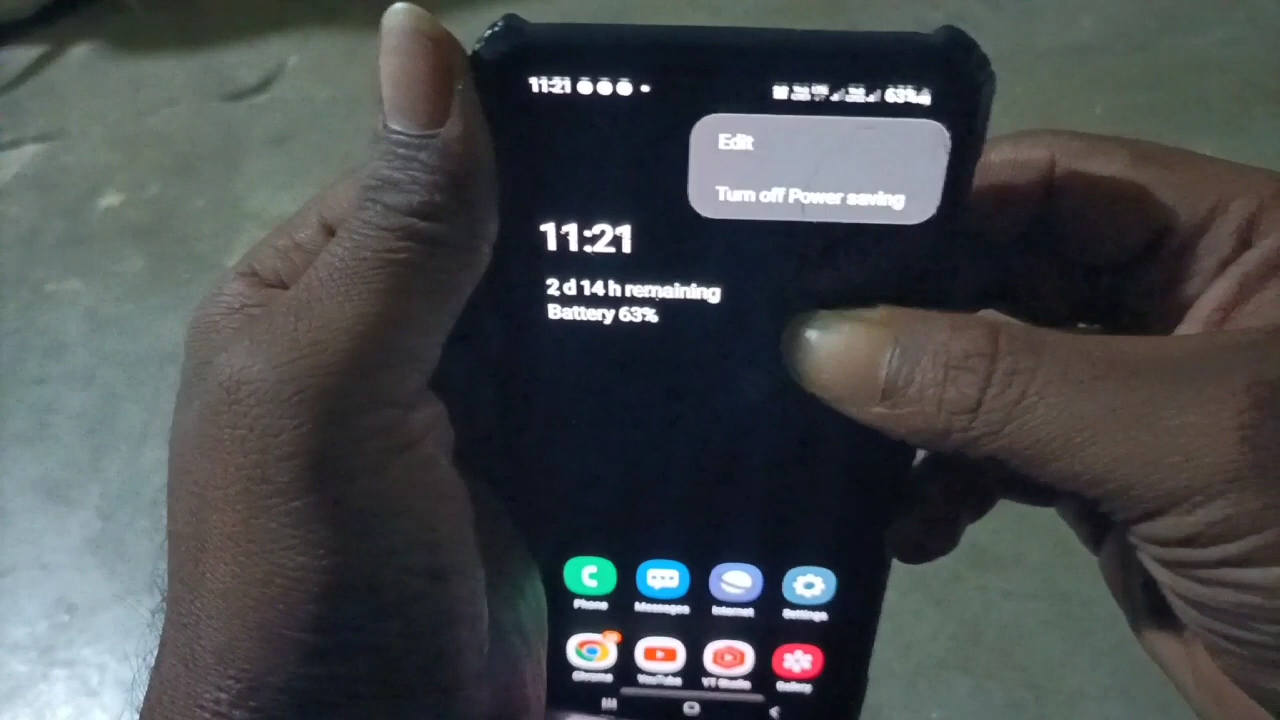 11:21
63%
Edit
Turn off Power saving
11:21
2 d 14 h remaining
Battery 63%
Phone Messages Internet Settings
Chrome YouTube YT Studio Gallery